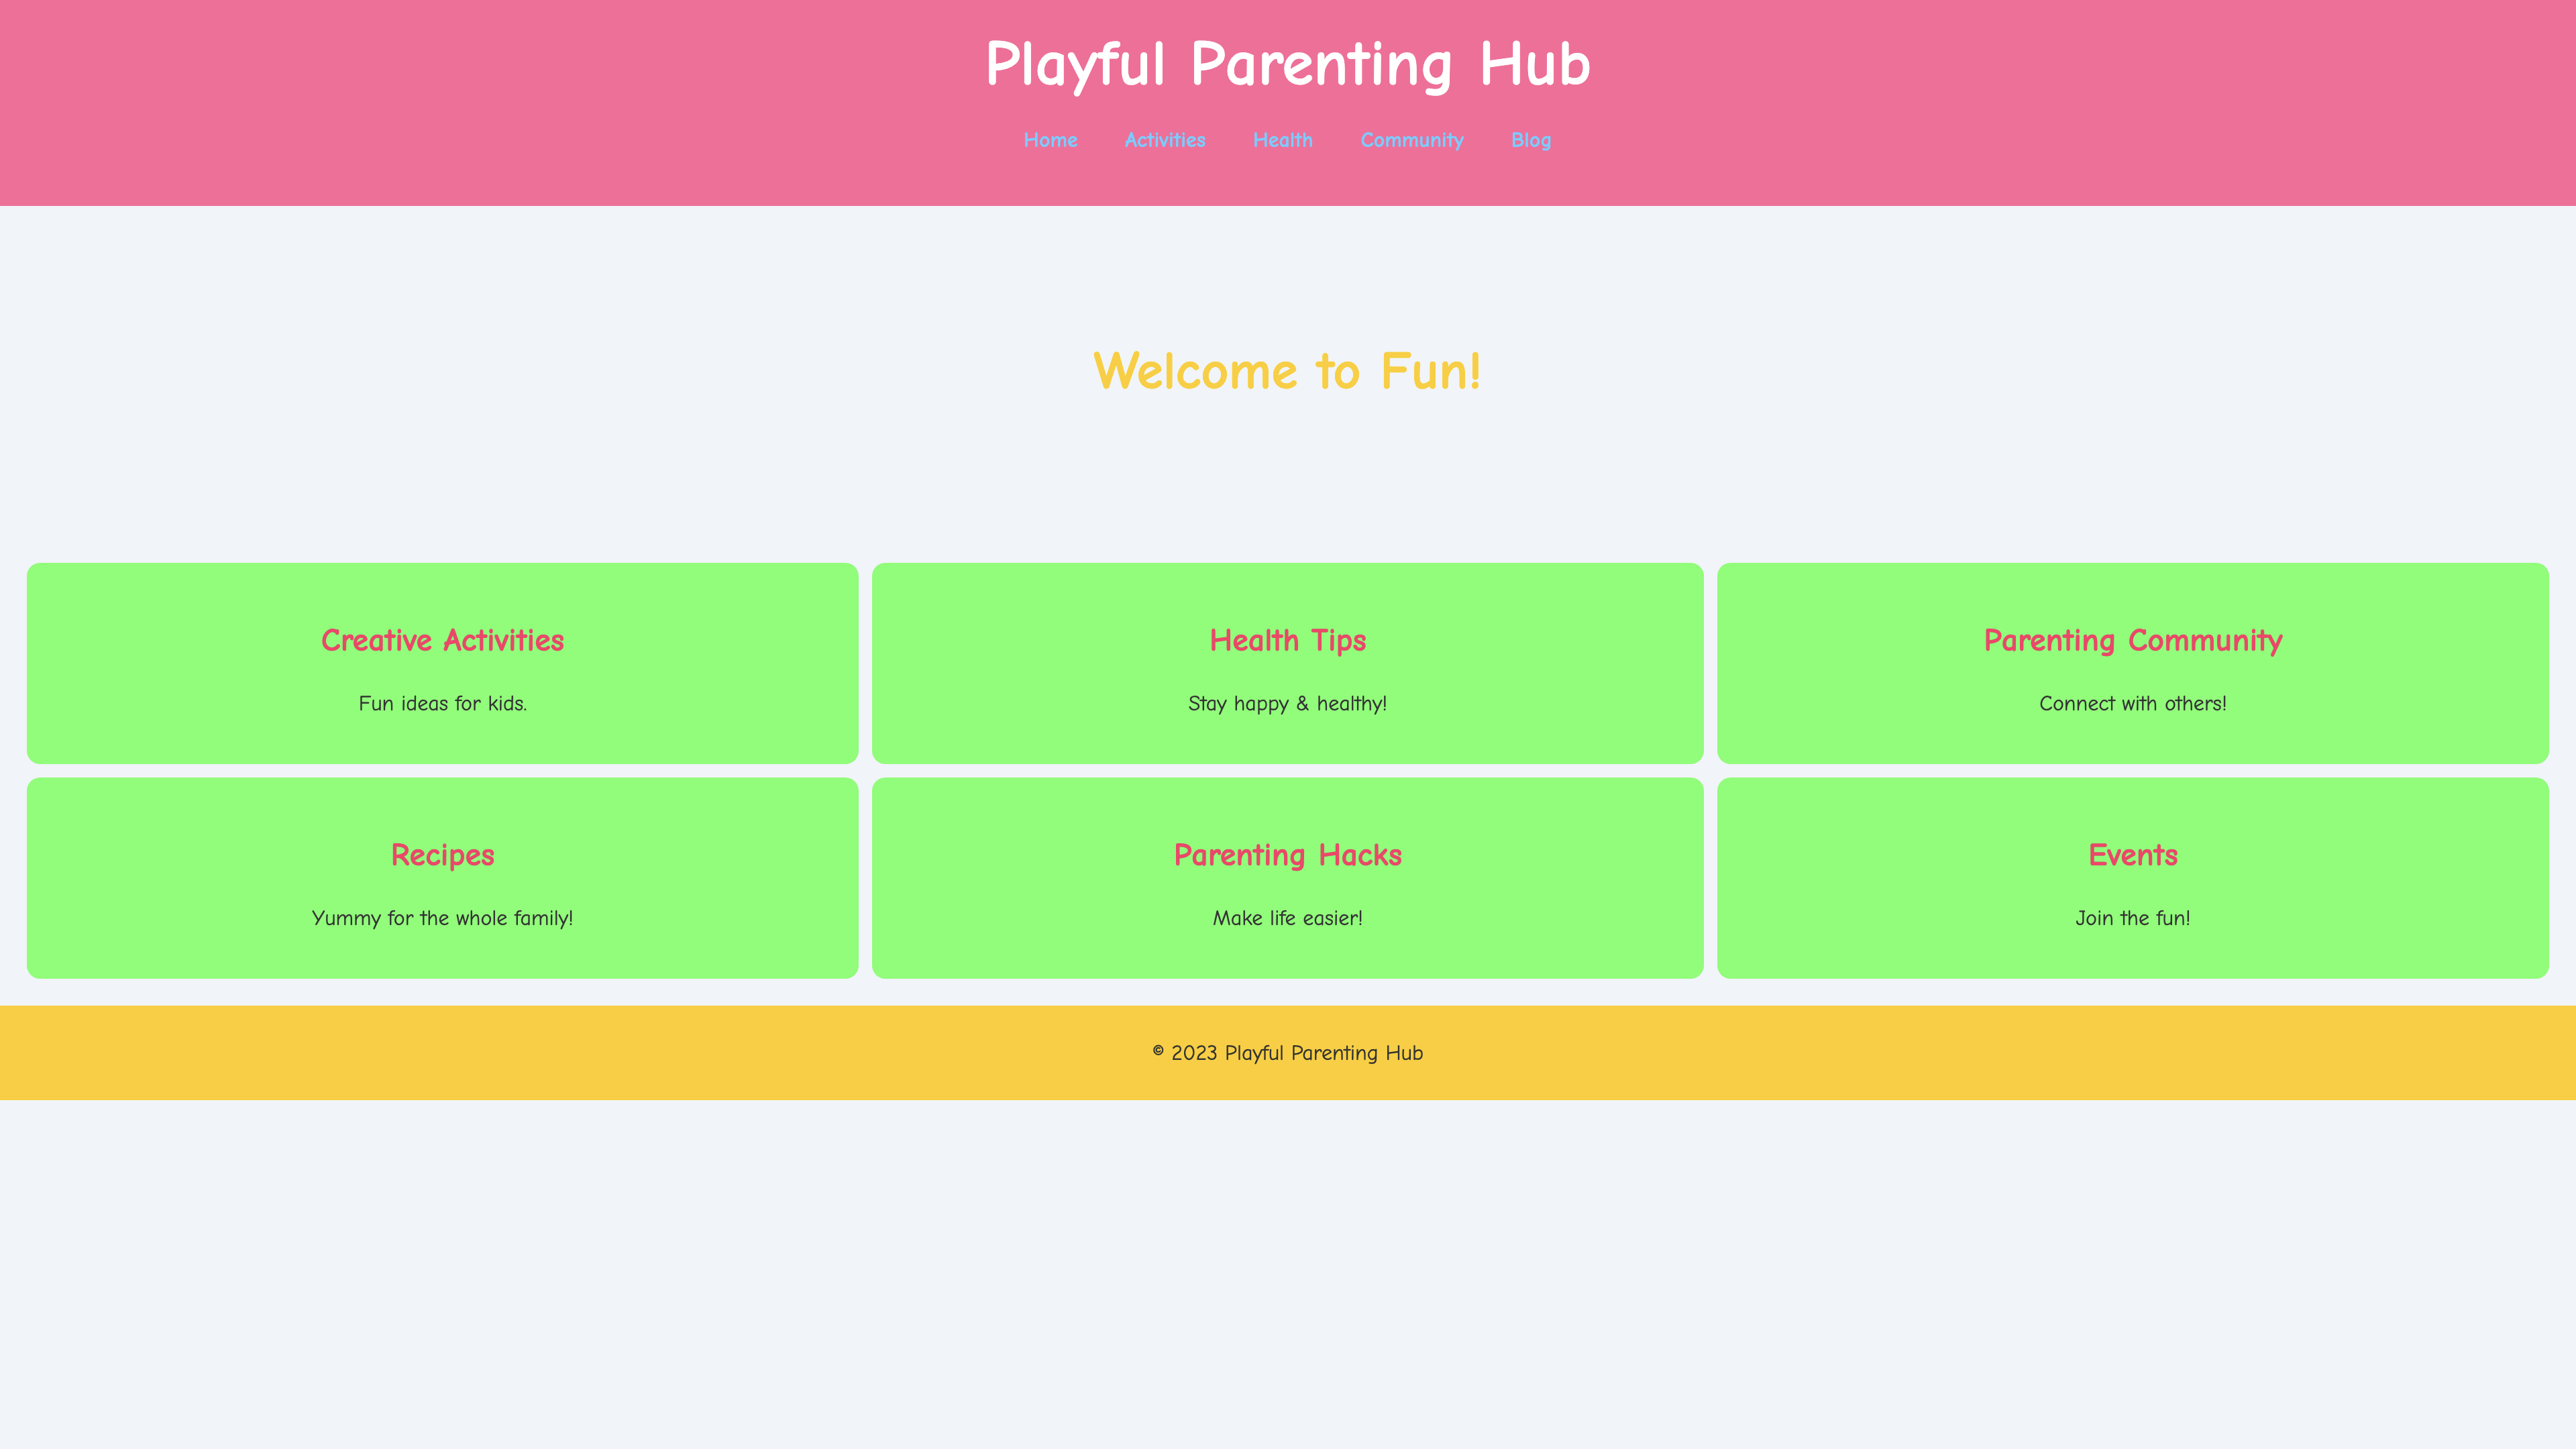 Playful Parenting Hub
Home Activities Health Community Blog
Welcome to Fun!
Creative Activities
Fun ideas for kids.
Health Tips
Stay happy & healthy!
Parenting Community
Connect with others!
Recipes
Yummy for the whole family!
Parenting Hacks
Make life easier!
Events
Join the fun!
© 2023 Playful Parenting Hub